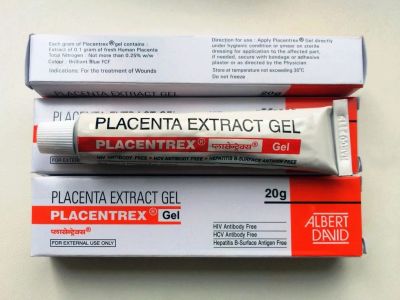 Each gram of Placentrex® gel contains :
Extract of 0.1 gram of fresh Human Placenta
Total Nitrogen : Not more than 0.25% w/w
Colour : Brilliant Blue FCF
Indications: For the treatment of Wounds
Direction for use : Apply Placentrex® Gel directly
under hygienic condition or smear on sterile
dressing for application to the affected part,
if needed, secure with bandage or adhesive
plaster or as directed by the Physician
Store at temperature not exceeding 30°C
Do not freeze
20g
PLACENTA EXTRACT GEL
PLACENTREX® Gel
प्लासेन्ट्रेक्स®
HIV ANTIBODY FREE • HCV ANTIBODY FREE • HEPATITIS B-SURFACE ANTIGEN FREE
FOR EXTERNAL USE
PLACENTA EXTRACT GEL
20g
PLACENTREX® Gel
प्लासेन्ट्रेक्स®
FOR EXTERNAL USE ONLY
HIV Antibody Free
HCV Antibody Free
Hepatitis B-Surface Antigen Free
ALBERT
DAVID